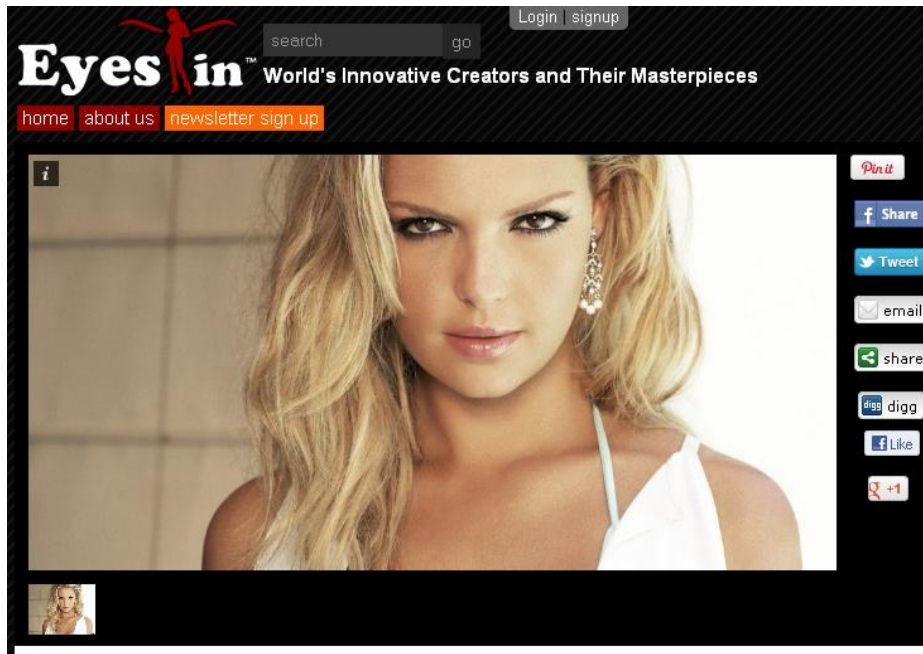 Login | signup
search go
Eyes in™
World's Innovative Creators and Their Masterpieces
home about us newsletter sign up
i
Pin it
f Share
Tweet
email
share
digg digg
f Like
g +1